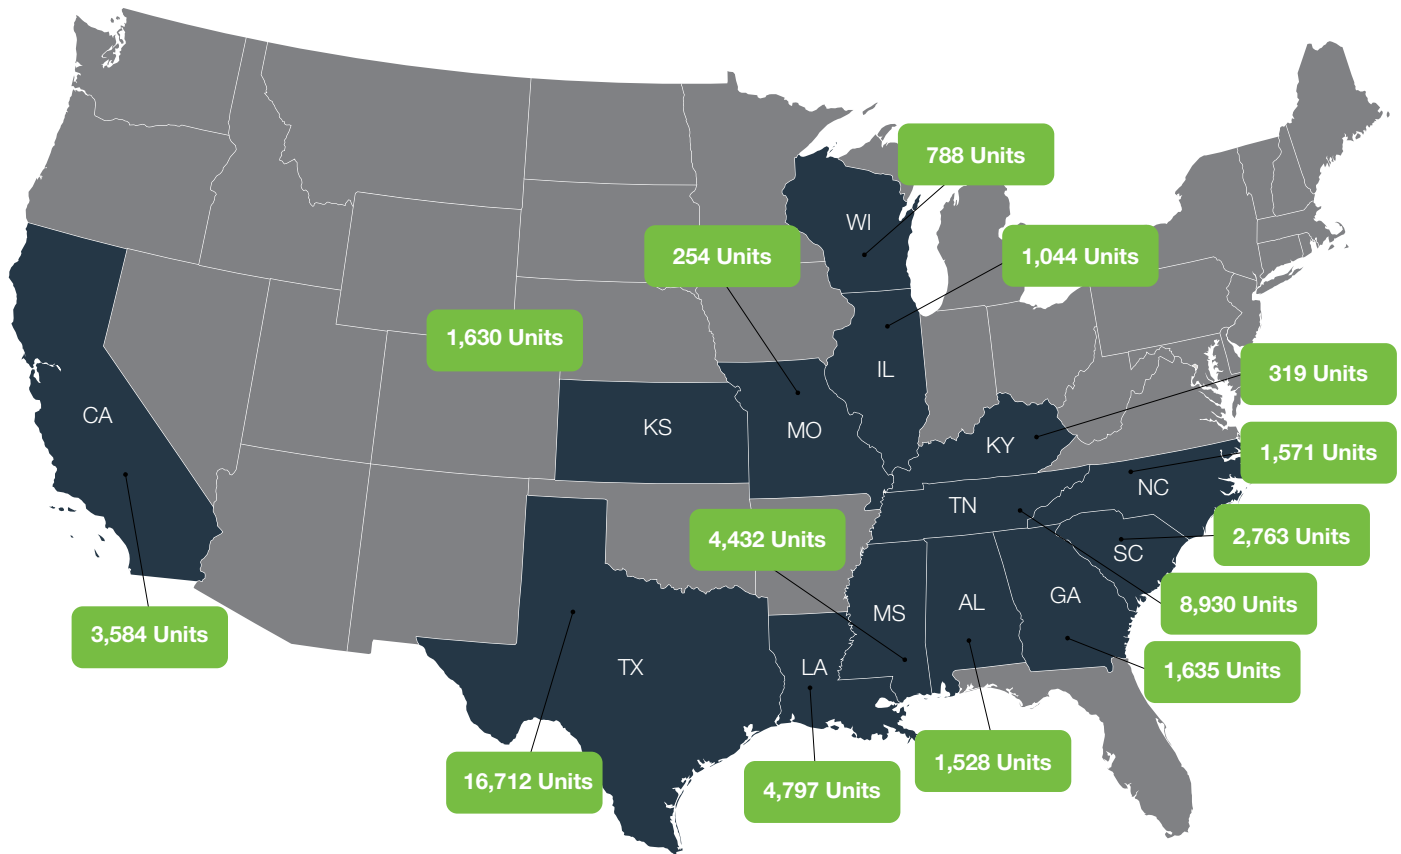 788 Units
WI
254 Units
1,044 Units
1,630 Units
IL
319 Units
CA
KS
MO
KY
1,571 Units
NC
TN
4,432 Units
SC
2,763 Units
MS
AL
GA
8,930 Units
3,584 Units
TX
LA
1,635 Units
16,712 Units
4,797 Units
1,528 Units